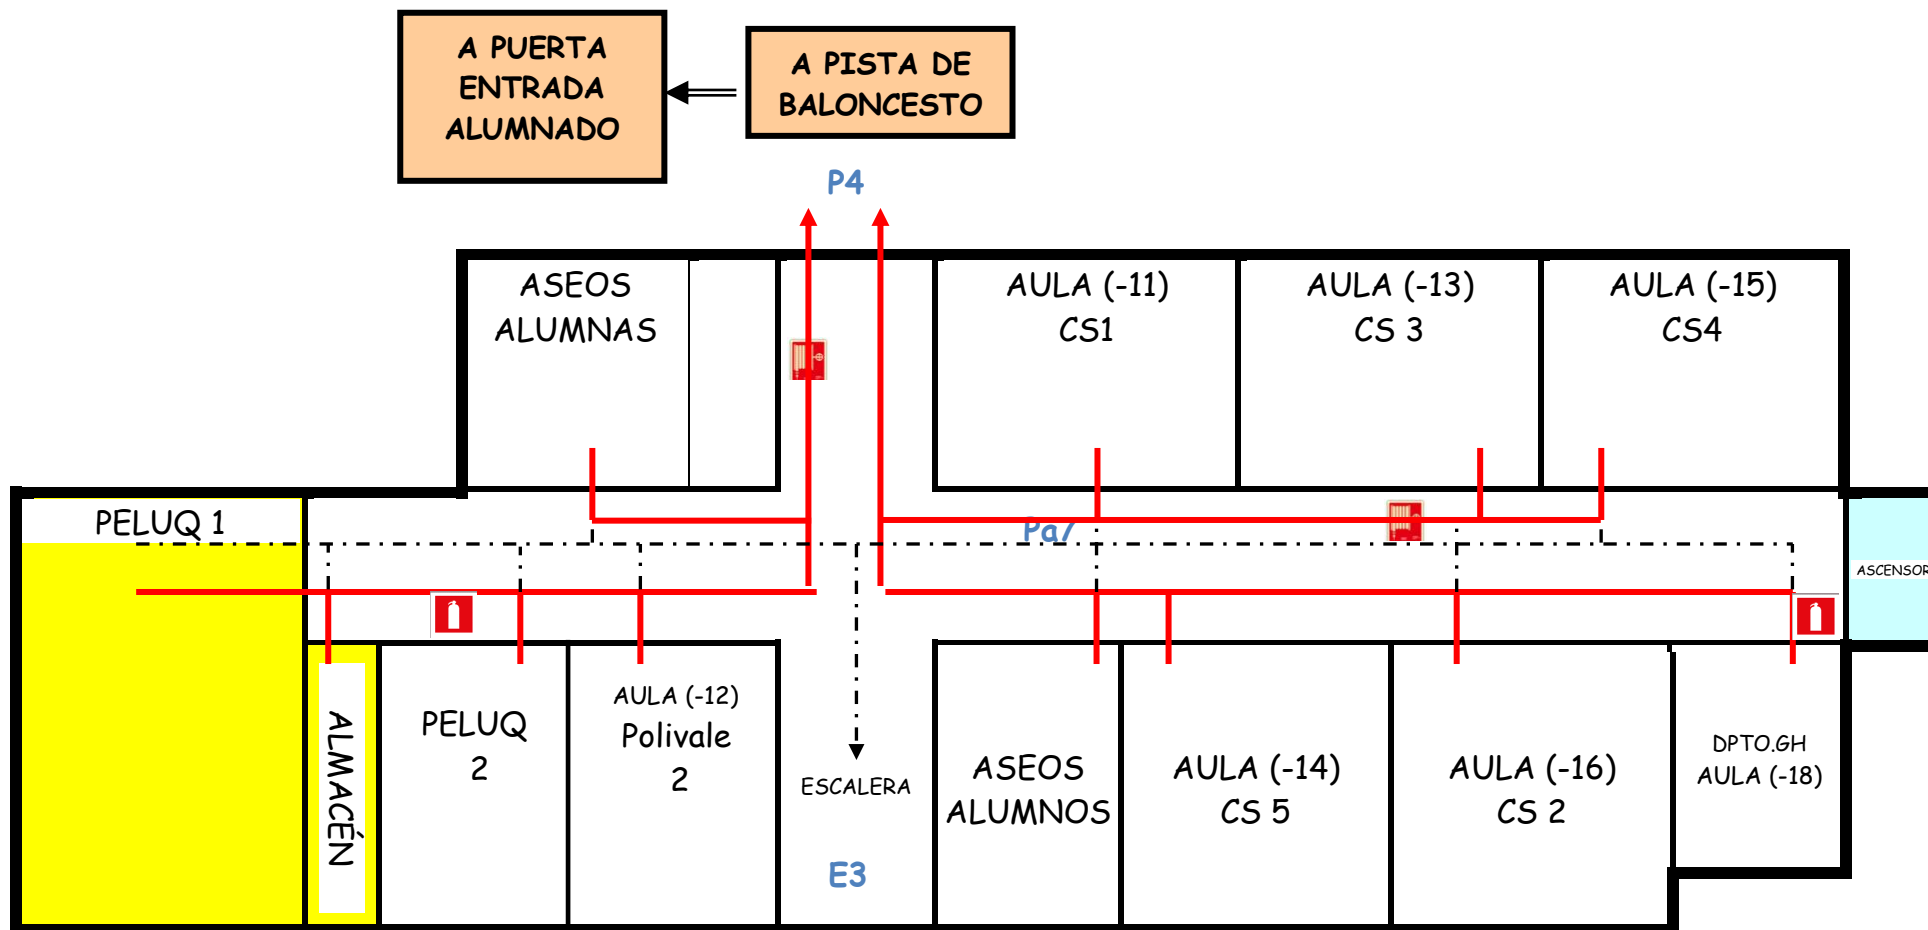 A PUERTA
ENTRADA
ALUMNADO
A PISTA DE
BALONCESTO
P4
ASEOS
ALUMNAS
AULA (-11)
CS1
AULA (-13)
CS 3
AULA (-15)
CS4
PELUQ 1
Pa7
ASCENSOR
ALMACÉN
PELUQ
2
AULA (-12)
Polivale
2
ESCALERA
E3
ASEOS
ALUMNOS
AULA (-14)
CS 5
AULA (-16)
CS 2
DPTO.GH
AULA (-18)